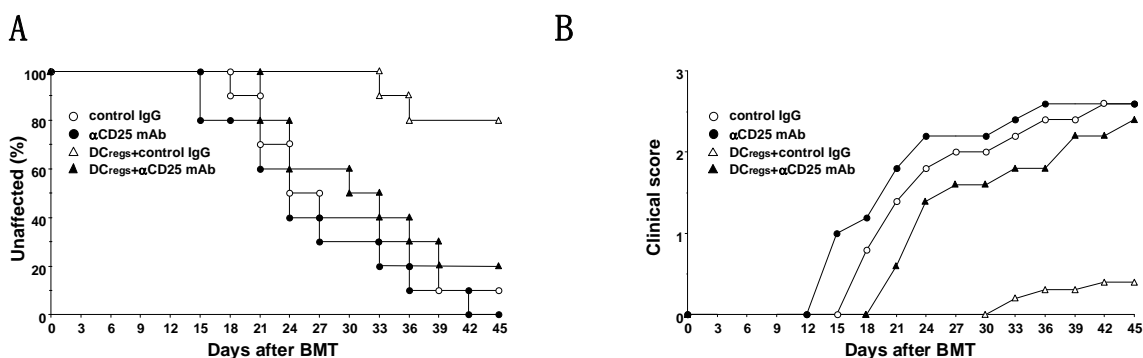 A
B
100
80
60
40
20
0
Unaffected (%)
control IgG
αCD25 mAb
DCregs+control IgG
DCregs+αCD25 mAb
0 3 6 9 12 15 18 21 24 27 30 33 36 39 42 45
Days after BMT
3
2
1
0
Clinical score
control IgG
αCD25 mAb
DCregs+control IgG
DCregs+αCD25 mAb
0 3 6 9 12 15 18 21 24 27 30 33 36 39 42 45
Days after BMT